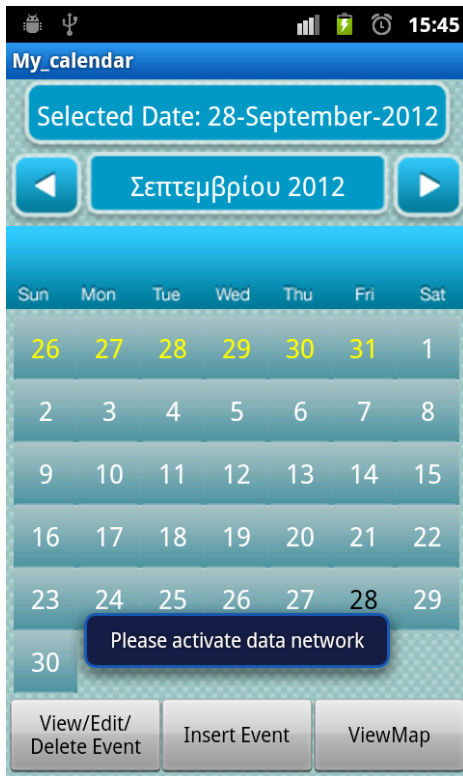 15:45
My_calendar
Selected Date: 28-September-2012
Σεπτεμβρίου 2012
Sun Mon Tue Wed Thu Fri Sat
26 27 28 29 30 31 1
2 3 4 5 6 7 8
9 10 11 12 13 14 15
16 17 18 19 20 21 22
23 24 25 26 27 28 29
Please activate data network
30
View/Edit/
Delete Event
Insert Event
ViewMap